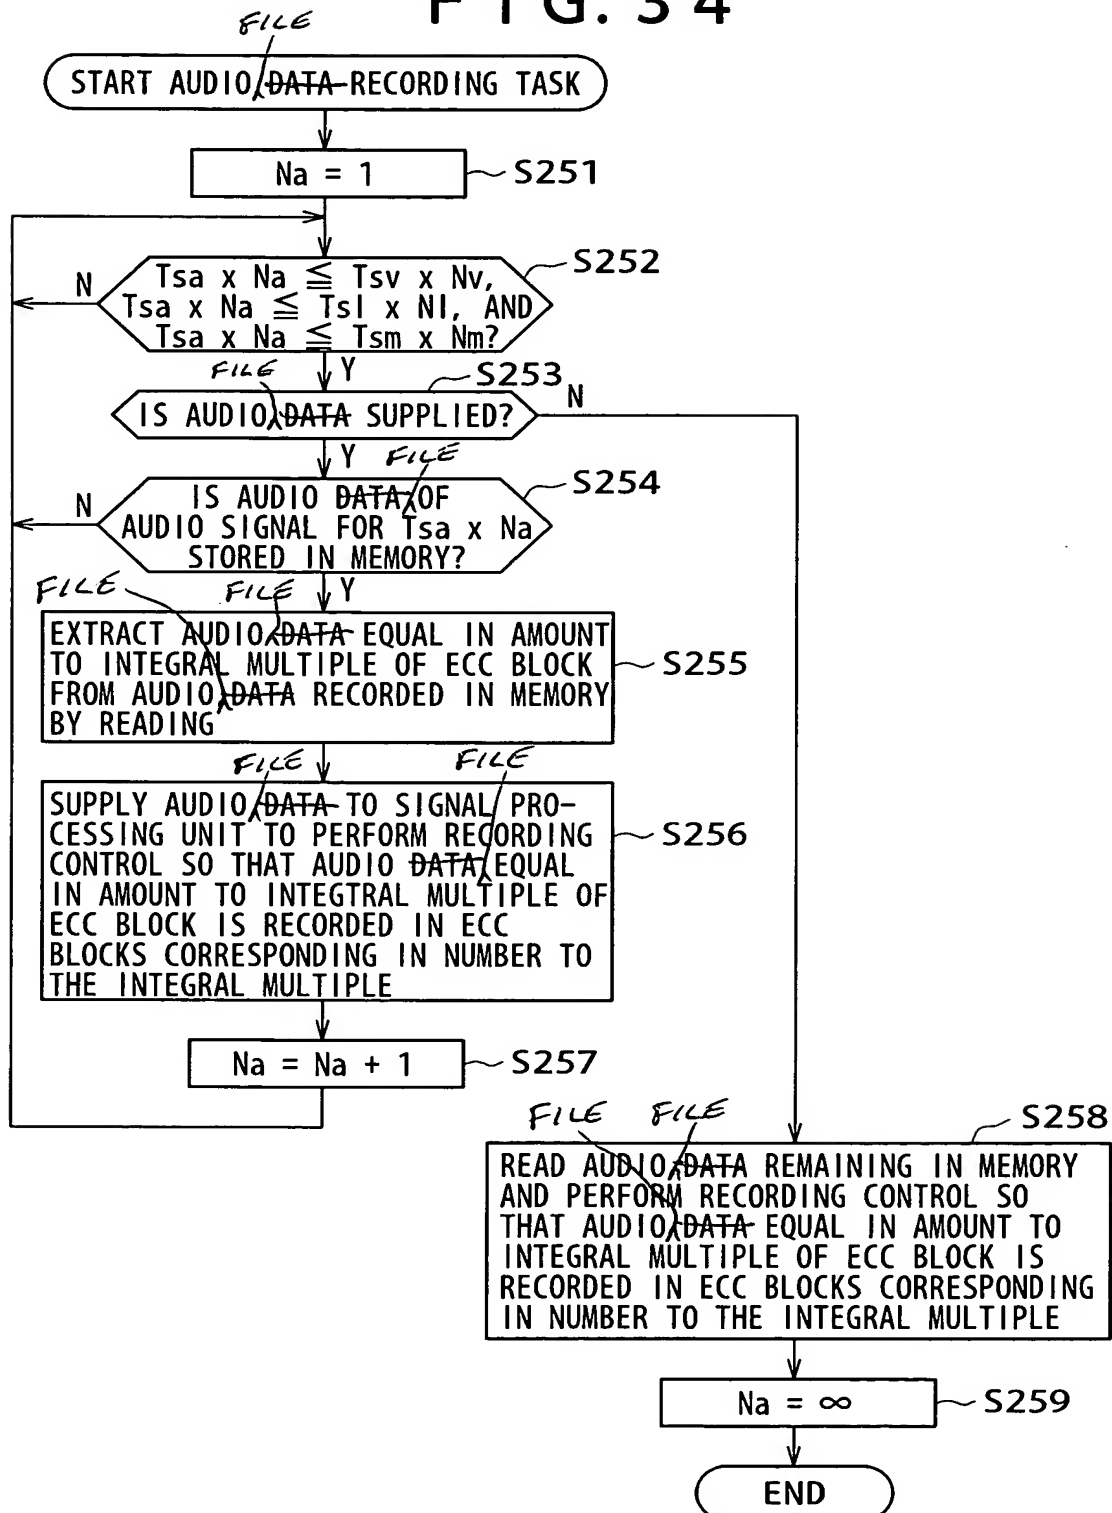 FIG. 34
FILE
START AUDIO DATA RECORDING TASK
Na = 1
S251
S252
N
Tsa x Na ≦ Tsv x Nv,
Tsa x Na ≦ Tsl x Nl, AND
Tsa x Na ≦ Tsm x Nm?
Y
FILE
S253
IS AUDIO DATA SUPPLIED?
N
Y
FILE
S254
N
IS AUDIO DATA OF
AUDIO SIGNAL FOR Tsa x Na
STORED IN MEMORY?
Y
FILE
FILE
EXTRACT AUDIO DATA EQUAL IN AMOUNT
TO INTEGRAL MULTIPLE OF ECC BLOCK
FROM AUDIO DATA RECORDED IN MEMORY
BY READING
S255
FILE
FILE
SUPPLY AUDIO DATA TO SIGNAL PRO-
CESSING UNIT TO PERFORM RECORDING
CONTROL SO THAT AUDIO DATA EQUAL
IN AMOUNT TO INTEGTRAL MULTIPLE OF
ECC BLOCK IS RECORDED IN ECC
BLOCKS CORRESPONDING IN NUMBER TO
THE INTEGRAL MULTIPLE
S256
Na = Na + 1
S257
FILE
FILE
S258
READ AUDIO DATA REMAINING IN MEMORY
AND PERFORM RECORDING CONTROL SO
THAT AUDIO DATA EQUAL IN AMOUNT TO
INTEGRAL MULTIPLE OF ECC BLOCK IS
RECORDED IN ECC BLOCKS CORRESPONDING
IN NUMBER TO THE INTEGRAL MULTIPLE
Na = ∞
S259
END